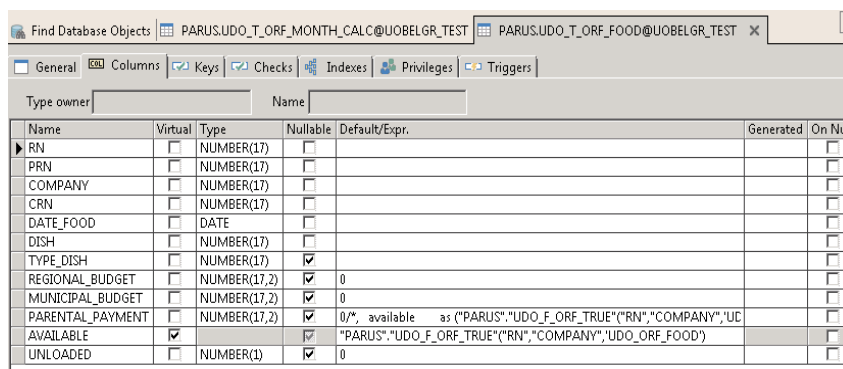 Find Database Objects PARUS.UDO_T_ORF_MONTH_CALC@UOBELGR_TEST PARUS.UDO_T_ORF_FOOD@UOBELGR_TEST
General Columns Keys Checks Indexes Privileges Triggers
Type owner Name
Name Virtual Type Nullable Default/Expr. Generated On Nu
RN NUMBER(17)
PRN NUMBER(17)
COMPANY NUMBER(17)
CRN NUMBER(17)
DATE_FOOD DATE
DISH NUMBER(17)
TYPE_DISH NUMBER(17)
REGIONAL_BUDGET NUMBER(17,2) 0
MUNICIPAL_BUDGET NUMBER(17,2) 0
PARENTAL_PAYMENT NUMBER(17,2) 0/*, available as ("PARUS"."UDO_F_ORF_TRUE"("RN","COMPANY",'UD
AVAILABLE "PARUS"."UDO_F_ORF_TRUE"("RN","COMPANY",'UDO_ORF_FOOD')
UNLOADED NUMBER(1) 0